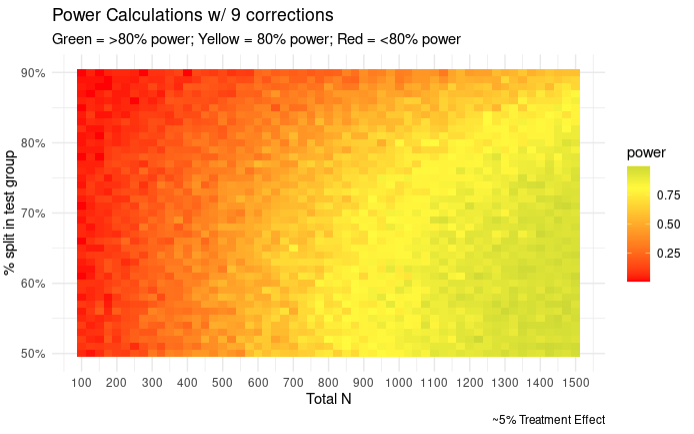 Power Calculations w/ 9 corrections
Green = >80% power; Yellow = 80% power; Red = <80% power
% split in test group
90%
80%
70%
60%
50%
100 200 300 400 500 600 700 800 900 1000 1100 1200 1300 1400 1500
Total N
power
0.75
0.50
0.25
~5% Treatment Effect